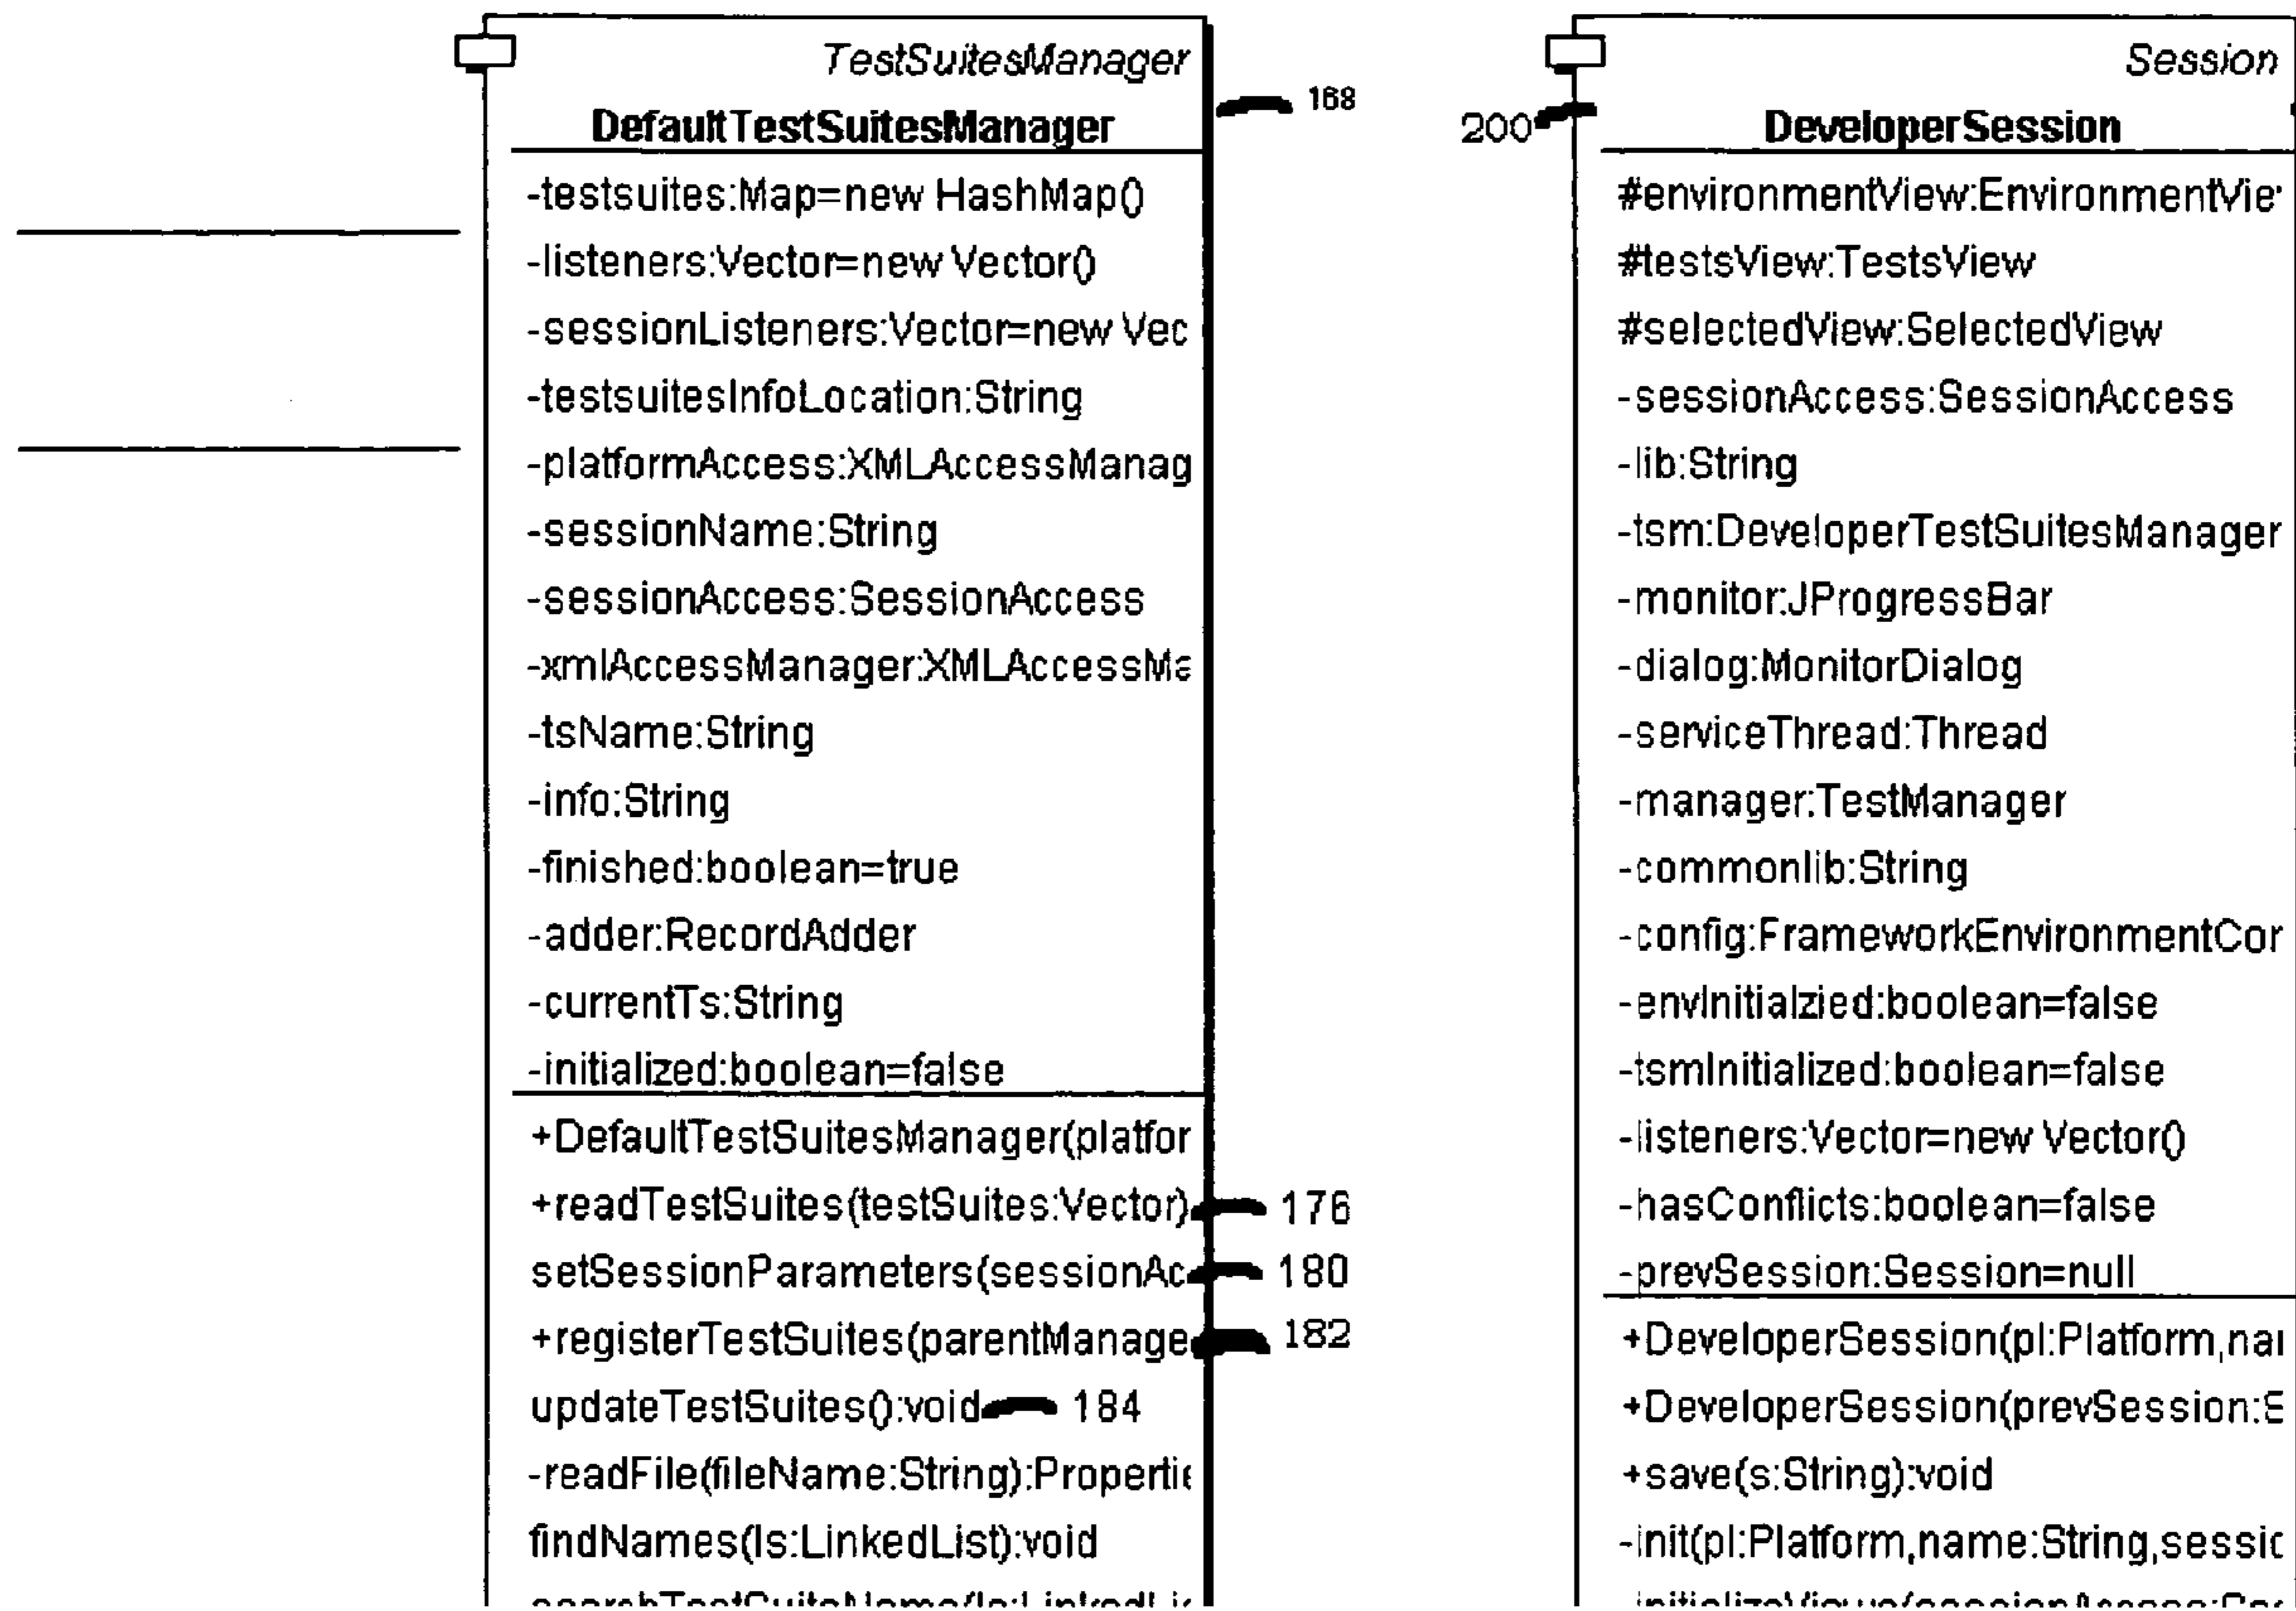 TestSuitesManager
168
DefaultTestSuitesManager
-testsuites:Map=new HashMap()
-listeners:Vector=new Vector()
-sessionListeners:Vector=new Vec
-testsuitesInfoLocation:String
-platformAccess:XMLAccessManag
-sessionName:String
-sessionAccess:SessionAccess
-xmlAccessManager:XMLAccessMa
-tsName:String
-info:String
-finished:boolean=true
-adder:RecordAdder
-currentTs:String
-initialized:boolean=false
+DefaultTestSuitesManager(platfor
+readTestSuites(testSuites:Vector) 176
setSessionParameters(sessionAc 180
+registerTestSuites(parentManage 182
updateTestSuites():void 184
-readFile(fileName:String):Properti
findNames(ls:LinkedList):void
Session
200
DeveloperSession
#environmentView:EnvironmentVie
#testsView:TestsView
#selectedView:SelectedView
-sessionAccess:SessionAccess
-lib:String
-tsm:DeveloperTestSuitesManager
-monitor:JProgressBar
-dialog:MonitorDialog
-serviceThread:Thread
-manager:TestManager
-commonlib:String
-config:FrameworkEnvironmentCor
-envInitialzied:boolean=false
-tsmInitialized:boolean=false
-listeners:Vector=new Vector()
-hasConflicts:boolean=false
-prevSession:Session=null
+DeveloperSession(pl:Platform,nai
+DeveloperSession(prevSession:S
+save(s:String):void
-init(pl:Platform,name:String,sessic